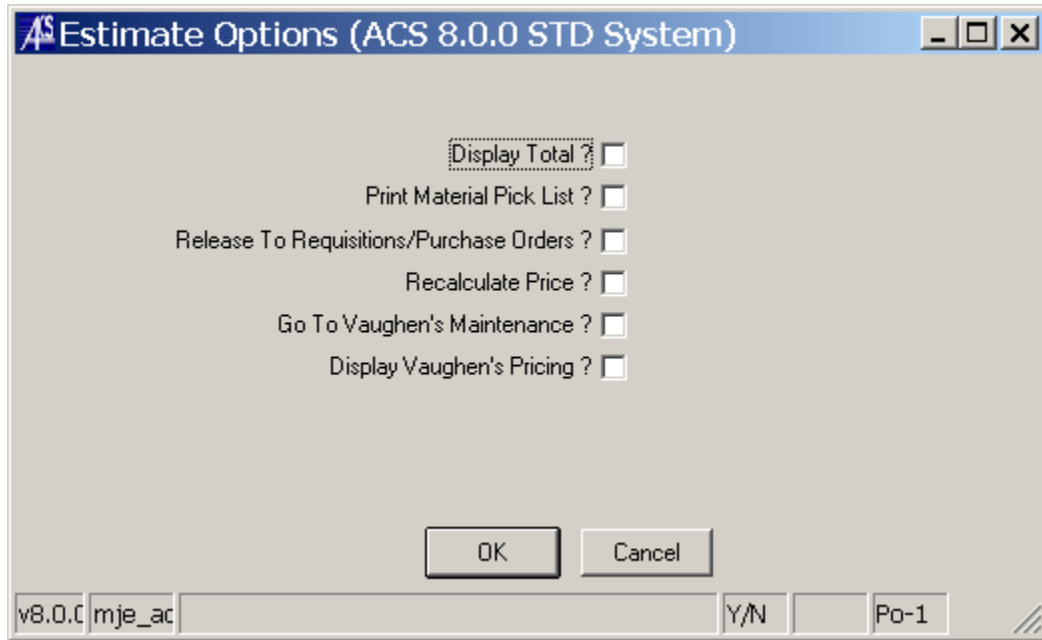 ACS Estimate Options (ACS 8.0.0 STD System)
Display Total ?
Print Material Pick List ?
Release To Requisitions/Purchase Orders ?
Recalculate Price ?
Go To Vaughen's Maintenance ?
Display Vaughen's Pricing ?
OK Cancel
v8.0.0 mje_ac Y/N Po-1